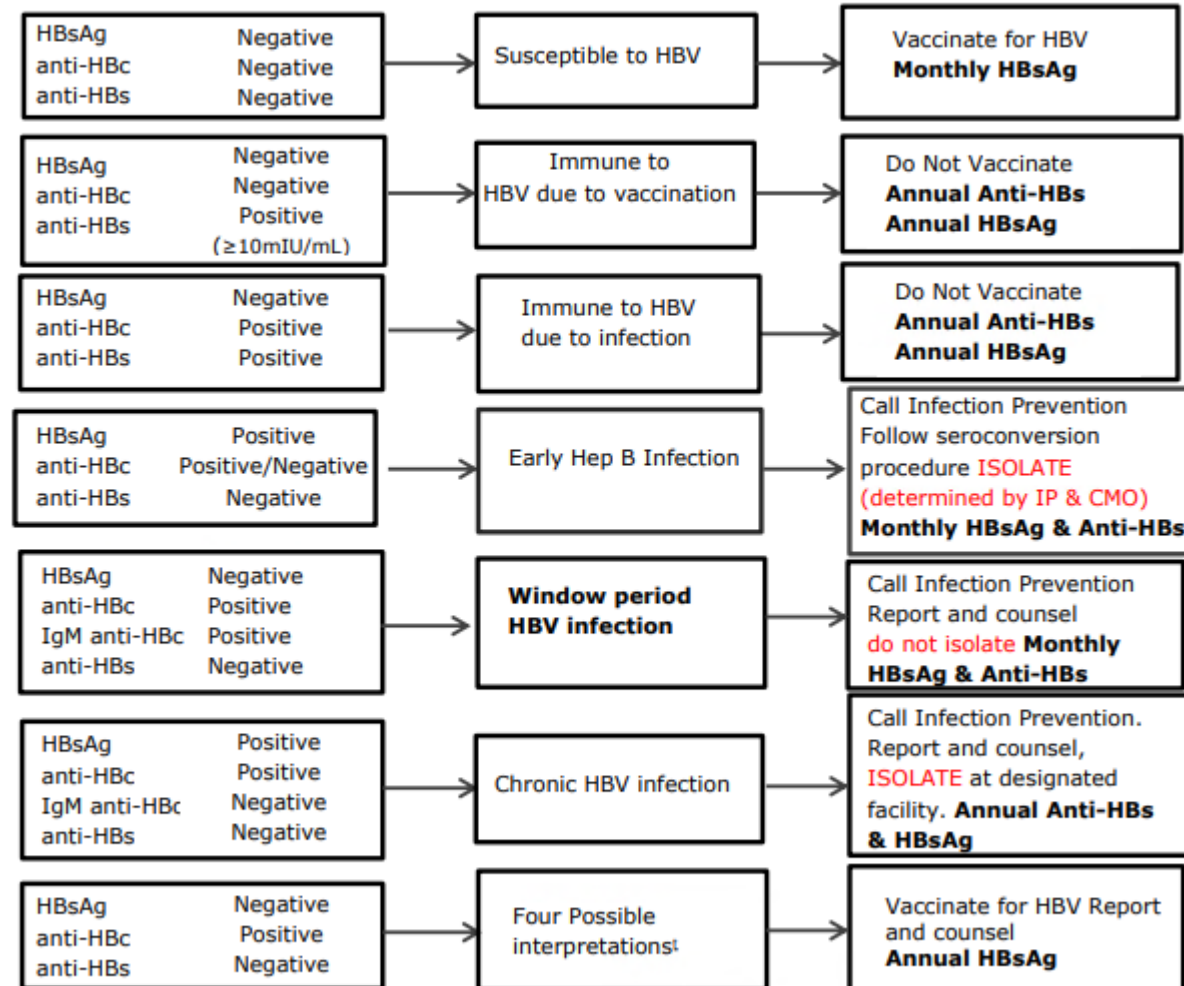 HBsAg Negative
anti-HBc Negative
anti-HBs Negative
Susceptible to HBV
Vaccinate for HBV
Monthly HBsAg
HBsAg Negative
anti-HBc Negative
anti-HBs Positive
(≥10mIU/mL)
Immune to
HBV due to vaccination
Do Not Vaccinate
Annual Anti-HBs
Annual HBsAg
HBsAg Negative
anti-HBc Positive
anti-HBs Positive
Immune to HBV
due to infection
Do Not Vaccinate
Annual Anti-HBs
Annual HBsAg
HBsAg Positive
anti-HBc Positive/Negative
anti-HBs Negative
Early Hep B Infection
Call Infection Prevention
Follow seroconversion
procedure ISOLATE
(determined by IP & CMO)
Monthly HBsAg & Anti-HBs
HBsAg Negative
anti-HBc Positive
IgM anti-HBc Positive
anti-HBs Negative
Window period
HBV infection
Call Infection Prevention
Report and counsel
do not isolate Monthly
HBsAg & Anti-HBs
HBsAg Positive
anti-HBc Positive
IgM anti-HBc Negative
anti-HBs Negative
Chronic HBV infection
Call Infection Prevention.
Report and counsel,
ISOLATE at designated
facility. Annual Anti-HBs
& HBsAg
HBsAg Negative
anti-HBc Positive
anti-HBs Negative
Four Possible
interpretationsᵗ
Vaccinate for HBV Report
and counsel
Annual HBsAg